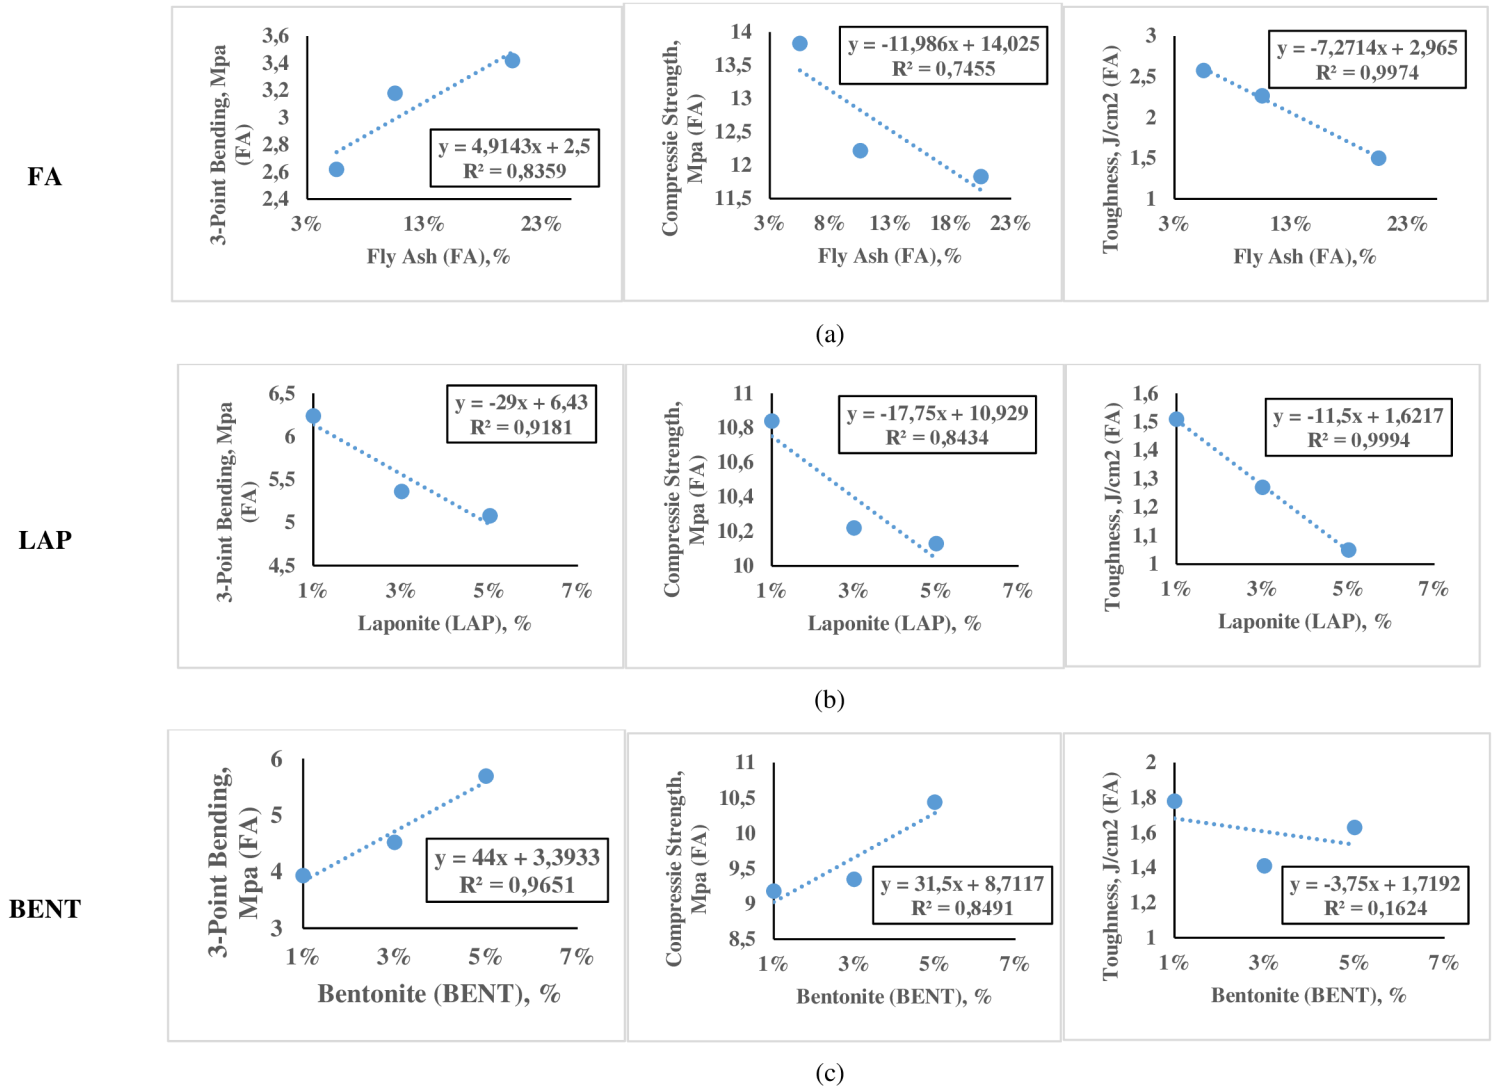 FA
3-Point Bending, Mpa
(FA)
3,6
3,4
3,2
3
2,8
2,6
2,4
y = 4,9143x + 2,5
R² = 0,8359
3% 13% 23%
Fly Ash (FA),%
Compressie Strength,
Mpa (FA)
14
13,5
13
12,5
12
11,5
y = -11,986x + 14,025
R² = 0,7455
3% 8% 13% 18% 23%
Fly Ash (FA),%
Toughness, J/cm2 (FA)
3
2,5
2
1,5
1
y = -7,2714x + 2,965
R² = 0,9974
3% 13% 23%
Fly Ash (FA),%
(a)
LAP
3-Point Bending, Mpa
(FA)
6,5
6
5,5
5
4,5
y = -29x + 6,43
R² = 0,9181
1% 3% 5% 7%
Laponite (LAP), %
Compressie Strength,
Mpa (FA)
11
10,8
10,6
10,4
10,2
10
y = -17,75x + 10,929
R² = 0,8434
1% 3% 5% 7%
Laponite (LAP), %
Toughness, J/cm2 (FA)
1,6
1,5
1,4
1,3
1,2
1,1
1
y = -11,5x + 1,6217
R² = 0,9994
1% 3% 5% 7%
Laponite (LAP), %
(b)
BENT
3-Point Bending,
Mpa (FA)
6
5
4
3
y = 44x + 3,3933
R² = 0,9651
1% 3% 5% 7%
Bentonite (BENT), %
Compressie Strength,
Mpa (FA)
11
10,5
10
9,5
9
8,5
y = 31,5x + 8,7117
R² = 0,8491
1% 3% 5% 7%
Bentonite (BENT), %
Toughness, J/cm2 (FA)
2
1,8
1,6
1,4
1,2
1
y = -3,75x + 1,7192
R² = 0,1624
1% 3% 5% 7%
Bentonite (BENT), %
(c)